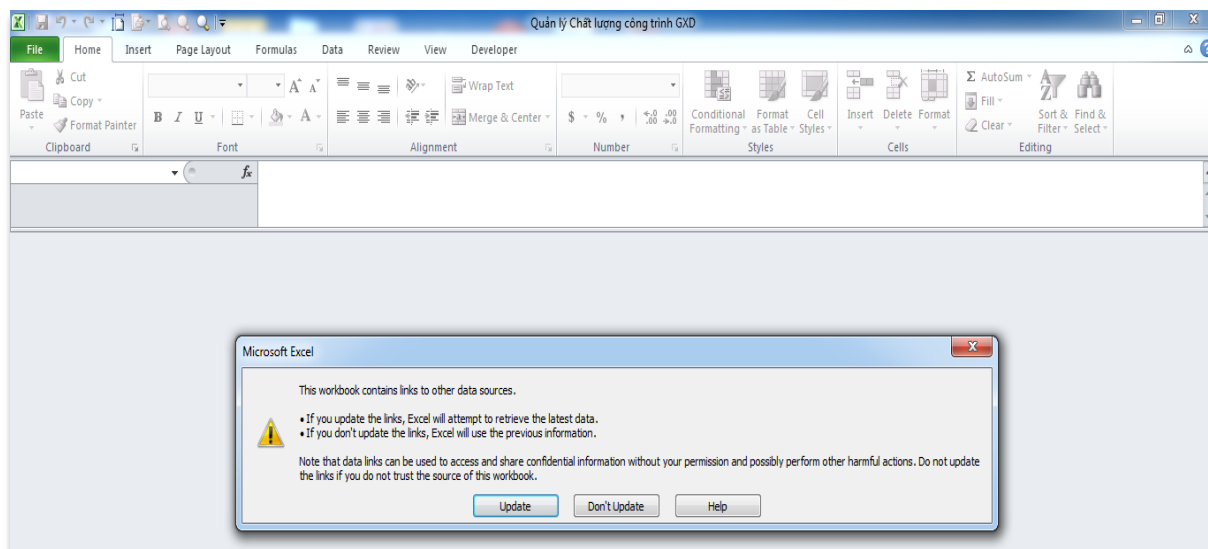 Quản lý Chất lượng công trình GXD
File Home Insert Page Layout Formulas Data Review View Developer
Cut
Copy
Format Painter
Paste
Clipboard
A A
B I U A
Font
Wrap Text
Merge & Center
Alignment
$ % , .0 .00 .00 .0
Number
Conditional Formatting
Format as Table
Cell Styles
Styles
Insert Delete Format
Cells
Σ AutoSum
Fill
Clear
Sort & Filter
Find & Select
Editing
fx
Microsoft Excel
This workbook contains links to other data sources.
• If you update the links, Excel will attempt to retrieve the latest data.
• If you don't update the links, Excel will use the previous information.
Note that data links can be used to access and share confidential information without your permission and possibly perform other harmful actions. Do not update
the links if you do not trust the source of this workbook.
Update Don't Update Help